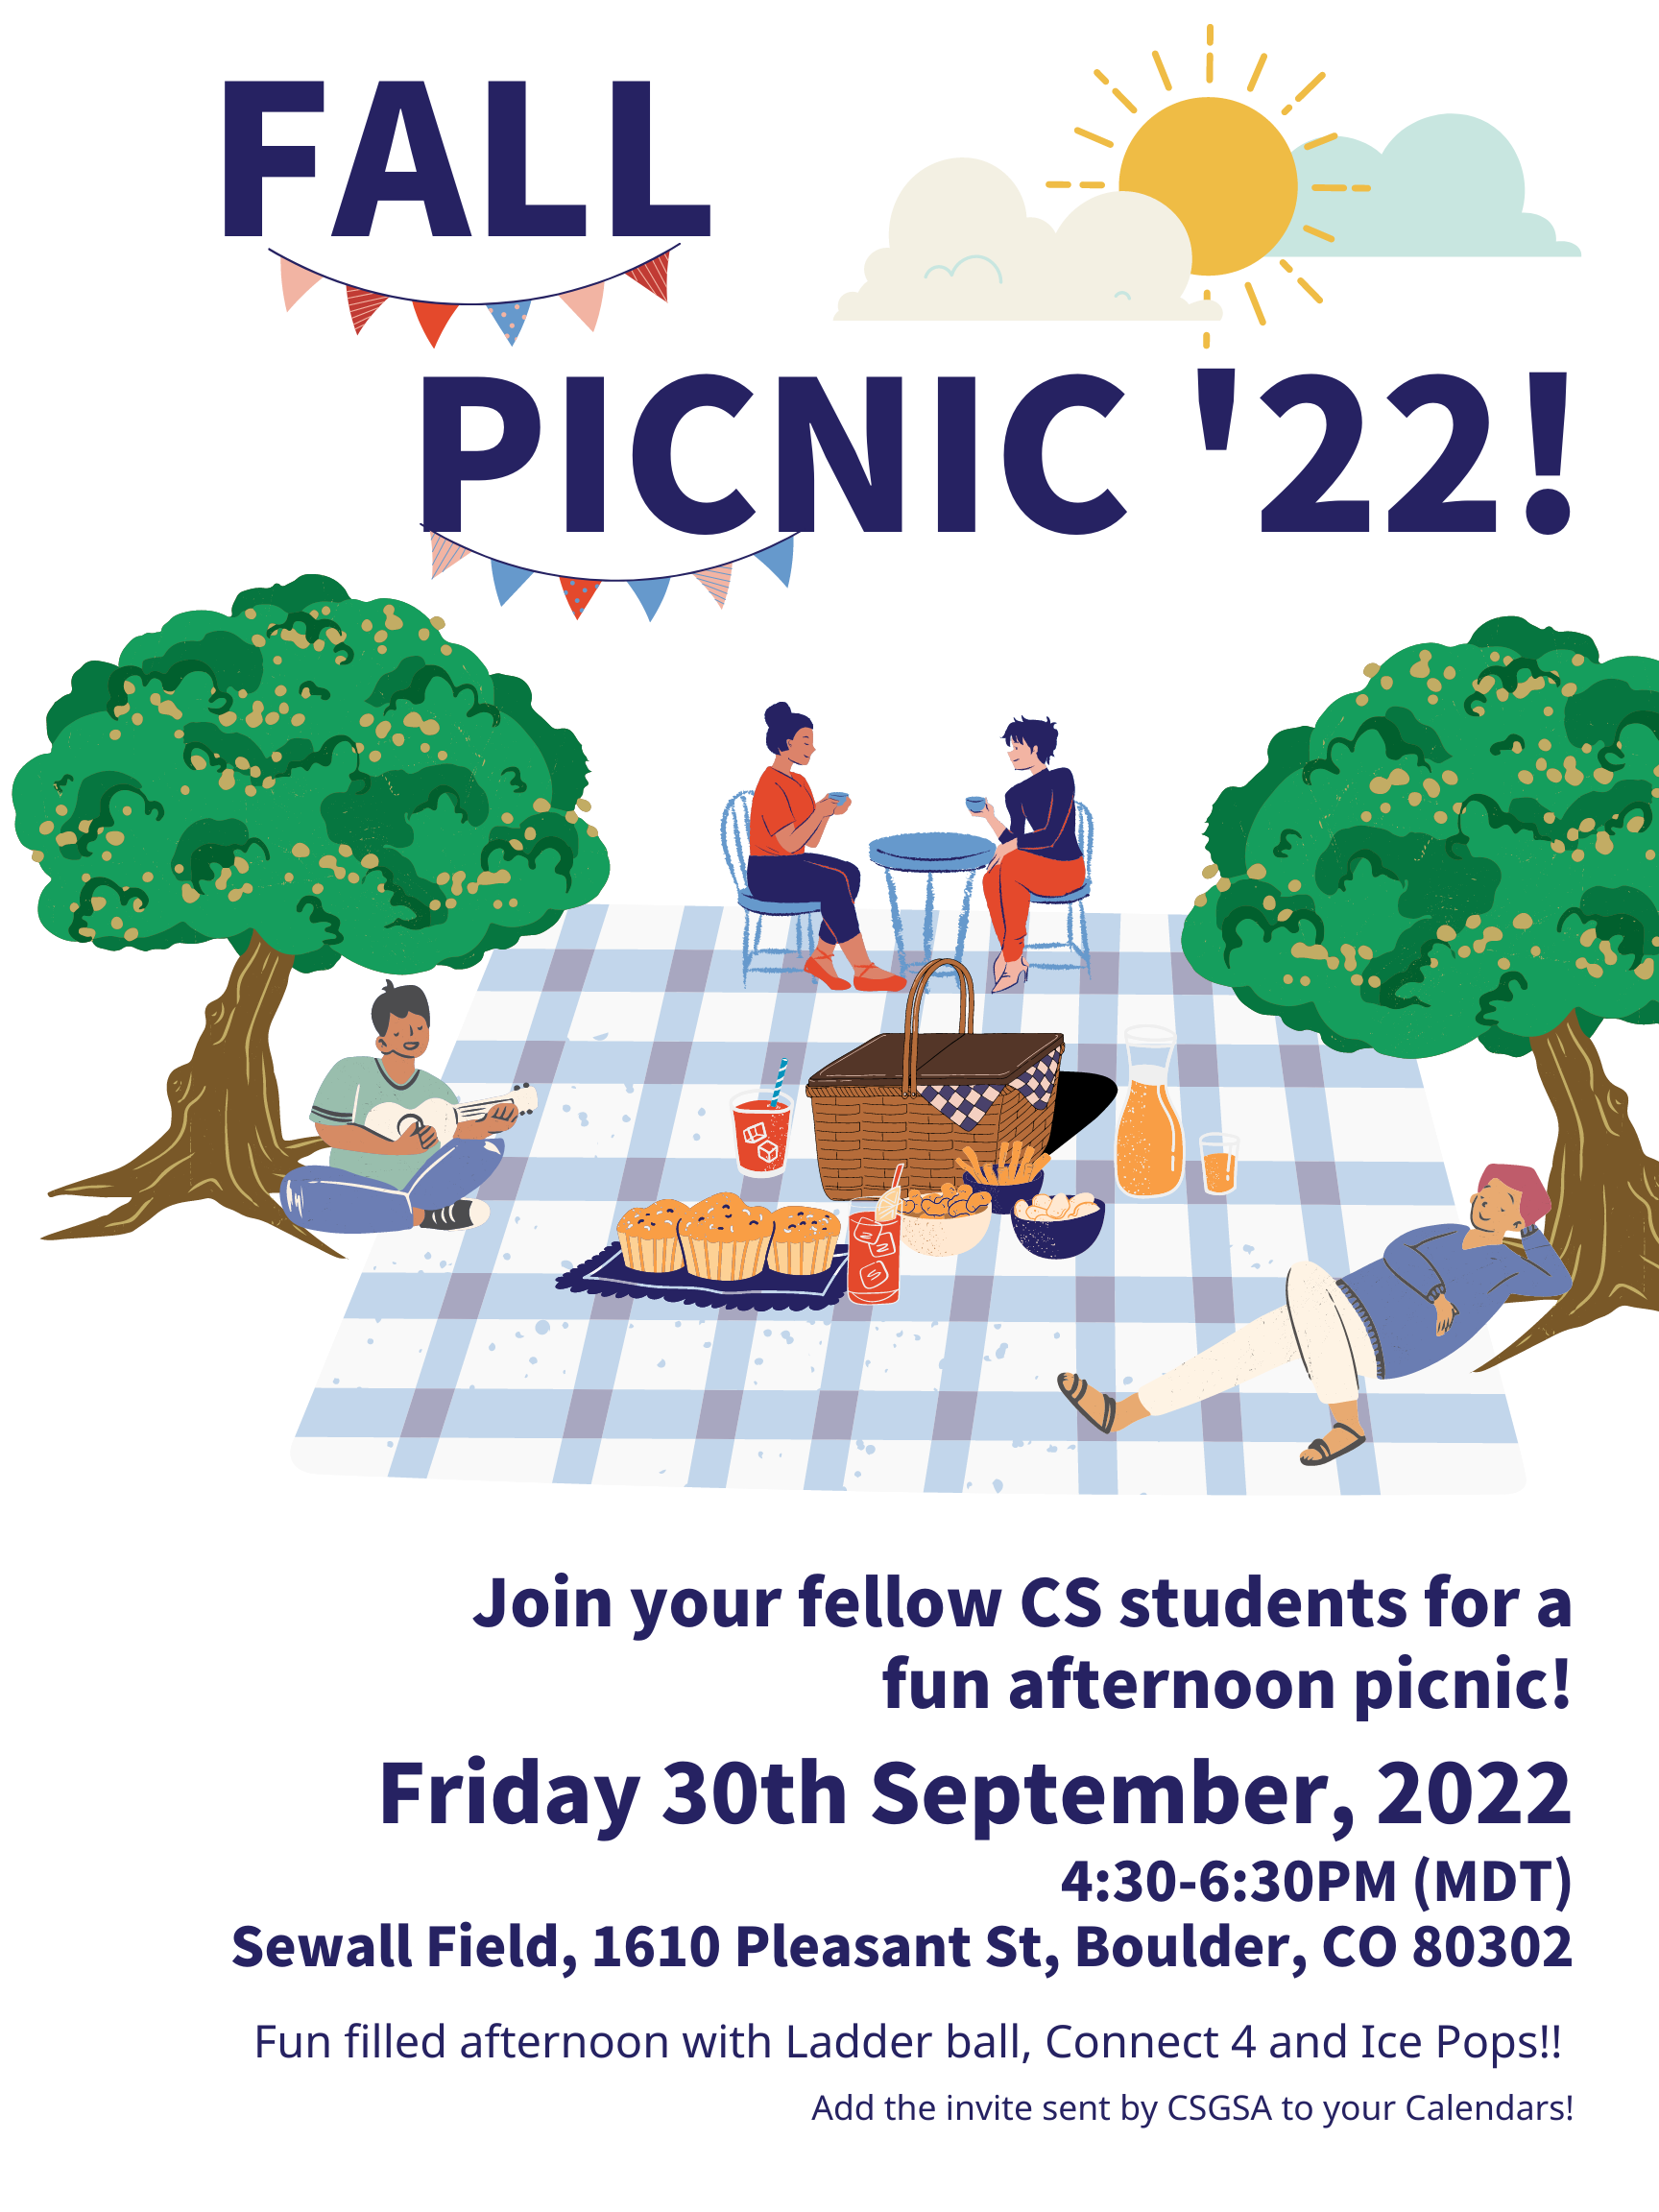 FALL
PICNIC '22!
Join your fellow CS students for a
fun afternoon picnic!
Friday 30th September, 2022
4:30-6:30PM (MDT)
Sewall Field, 1610 Pleasant St, Boulder, CO 80302
Fun filled afternoon with Ladder ball, Connect 4 and Ice Pops!!
Add the invite sent by CSGSA to your Calendars!